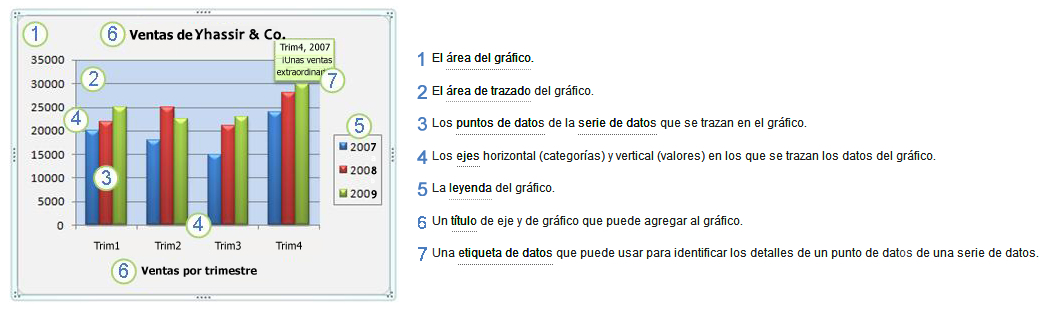 1
6 Ventas de Yhassir & Co.
Trim4, 2007
¡Unas ventas
extraordinar
7
35000
30000
25000
20000
15000
10000
5000
0
2
4
3
5
2007
2008
2009
4
Trim1 Trim2 Trim3 Trim4
6 Ventas por trimestre
1 El área del gráfico.
2 El área de trazado del gráfico.
3 Los puntos de datos de la serie de datos que se trazan en el gráfico.
4 Los ejes horizontal (categorías) y vertical (valores) en los que se trazan los datos del gráfico.
5 La leyenda del gráfico.
6 Un título de eje y de gráfico que puede agregar al gráfico.
7 Una etiqueta de datos que puede usar para identificar los detalles de un punto de datos de una serie de datos.